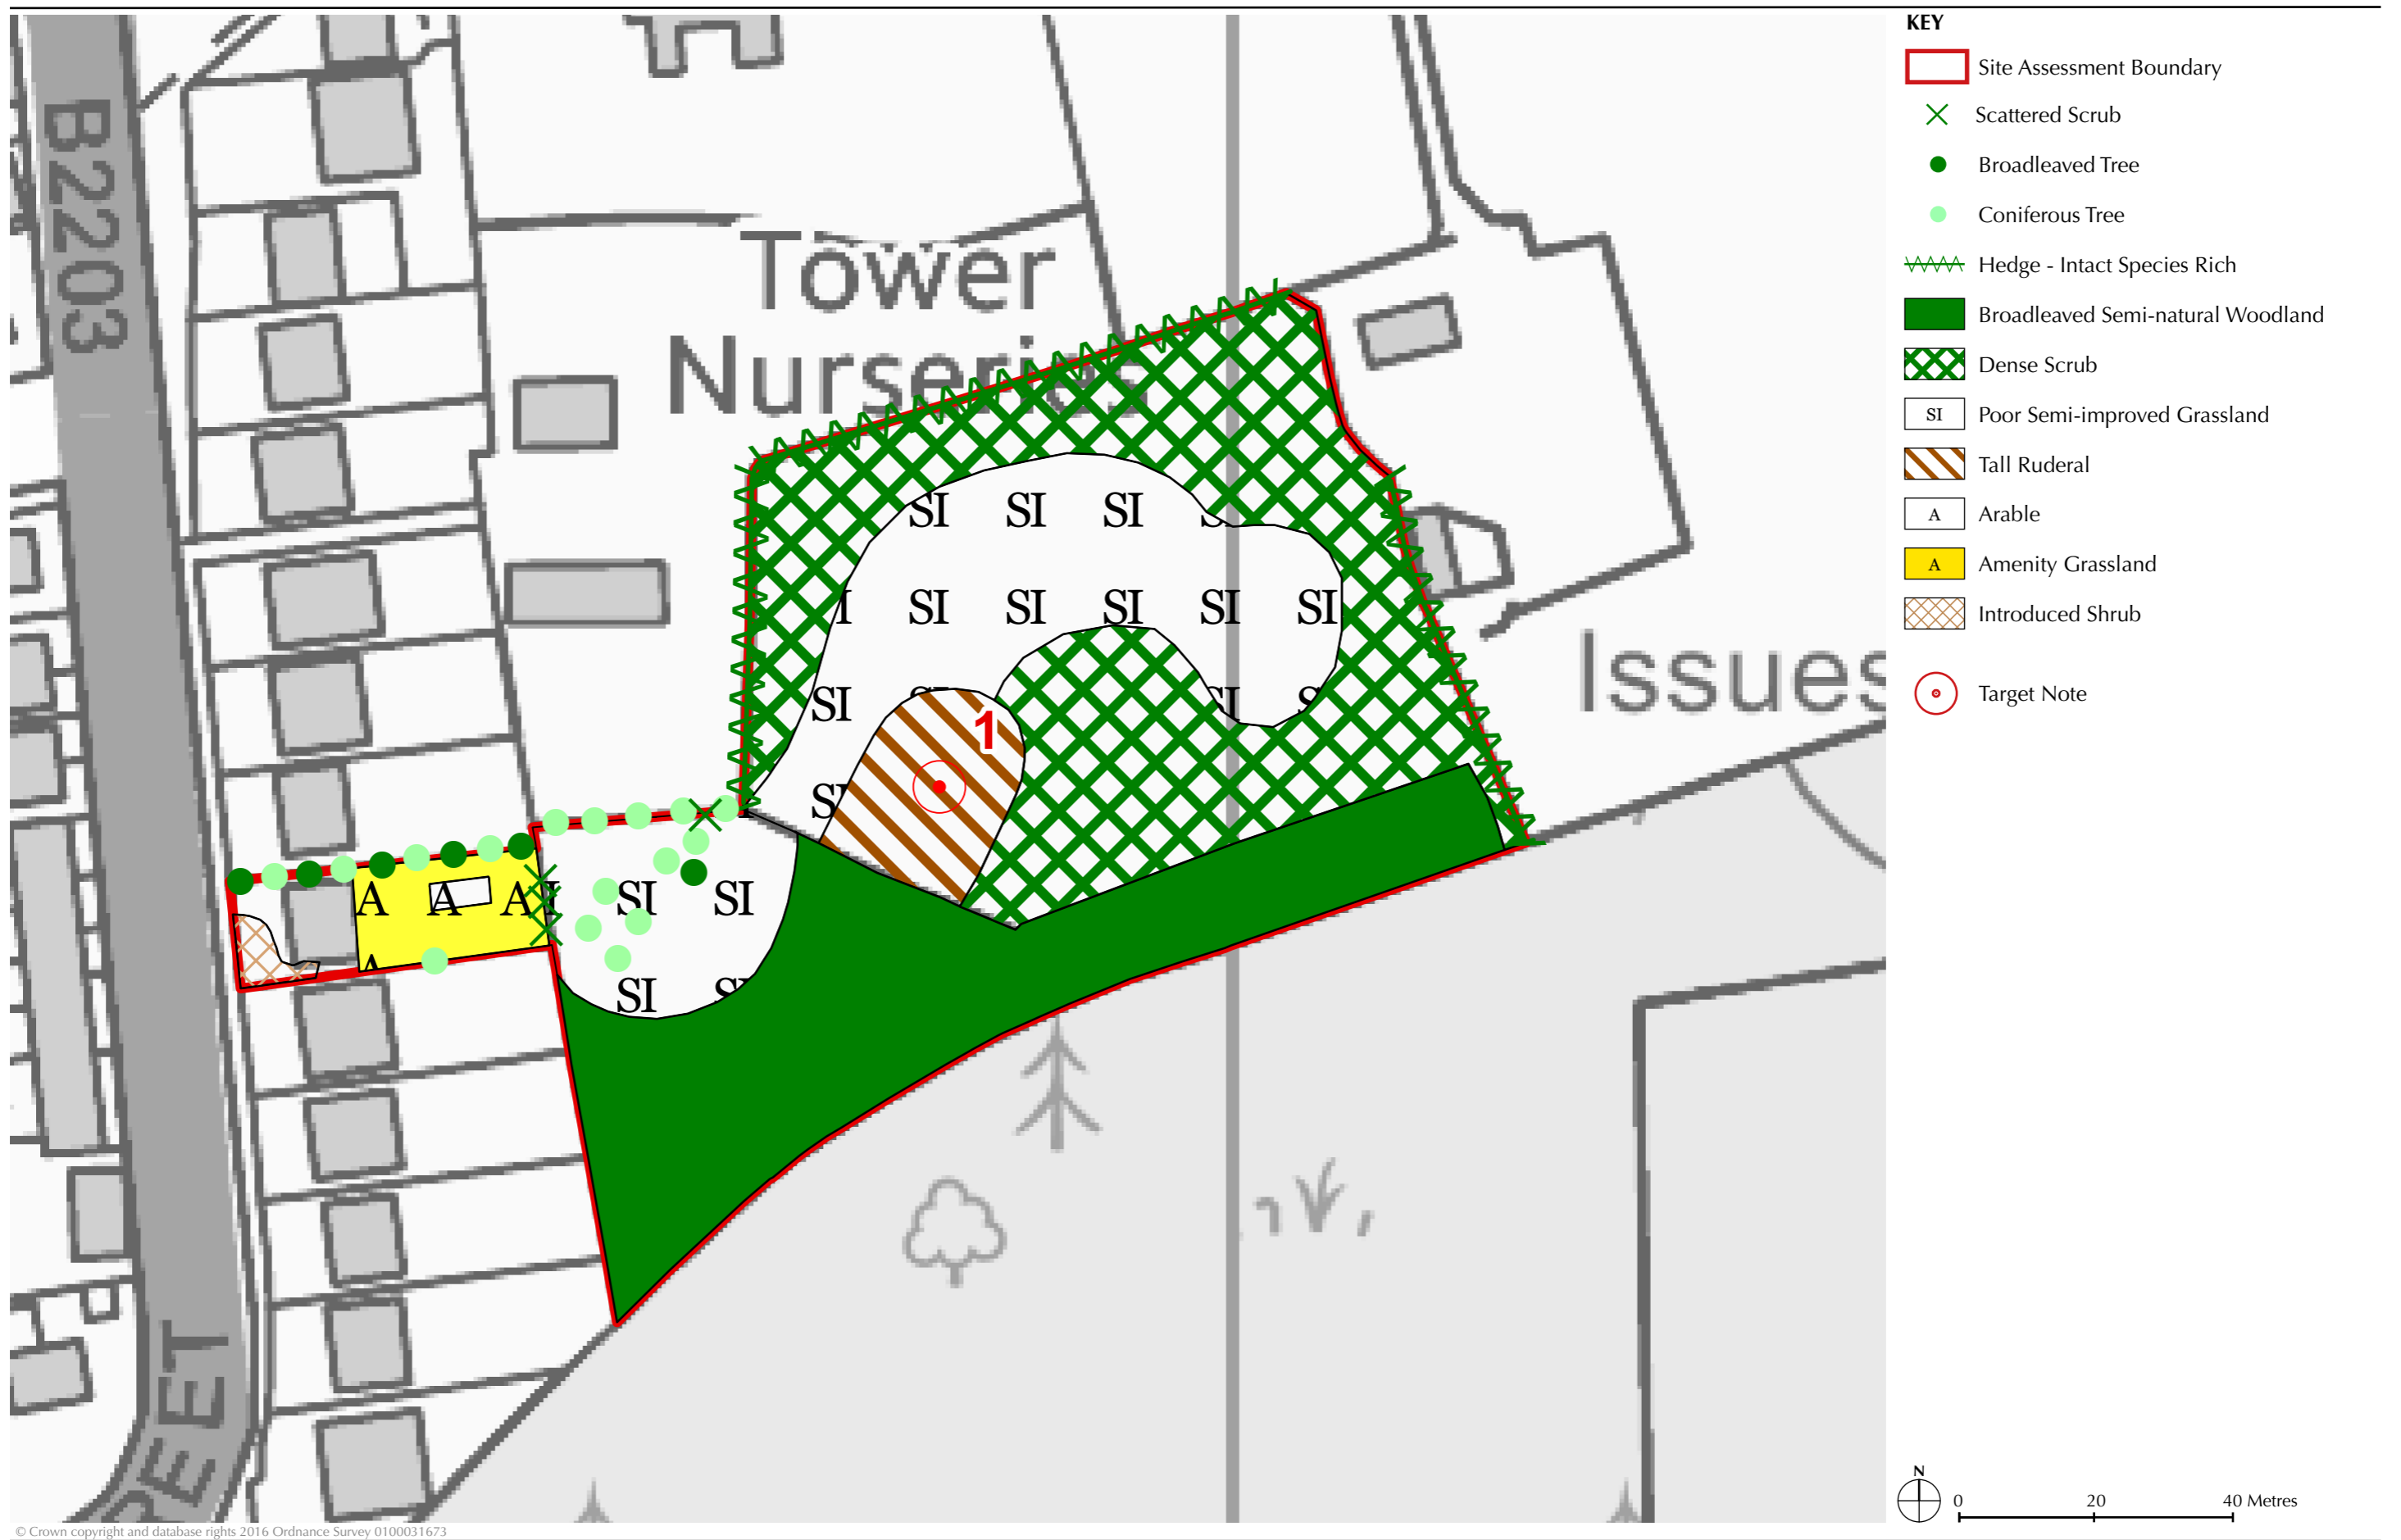 KEY
Site Assessment Boundary
Scattered Scrub
Broadleaved Tree
Coniferous Tree
Hedge - Intact Species Rich
Broadleaved Semi-natural Woodland
Dense Scrub
SI Poor Semi-improved Grassland
Tall Ruderal
A Arable
A Amenity Grassland
Introduced Shrub
Target Note
B2203
Tower
Nurseries
SI SI SI
SI SI SI SI SI
Issues
SI
1
A A A
SI SI
SI
N
0 20 40 Metres
© Crown copyright and database rights 2016 Ordnance Survey 0100031673